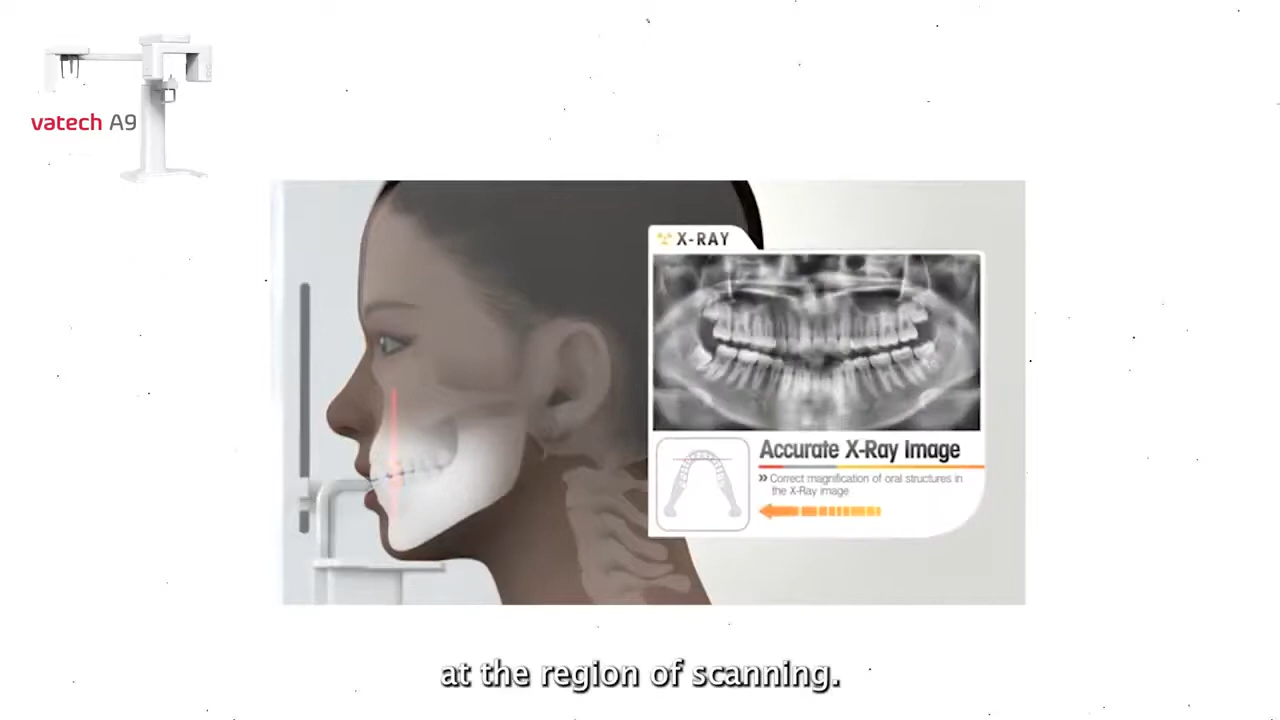 vatech A9
X-RAY
Accurate X-Ray Image
» Correct magnification of oral structures in
the X-Ray image
at the region of scanning.